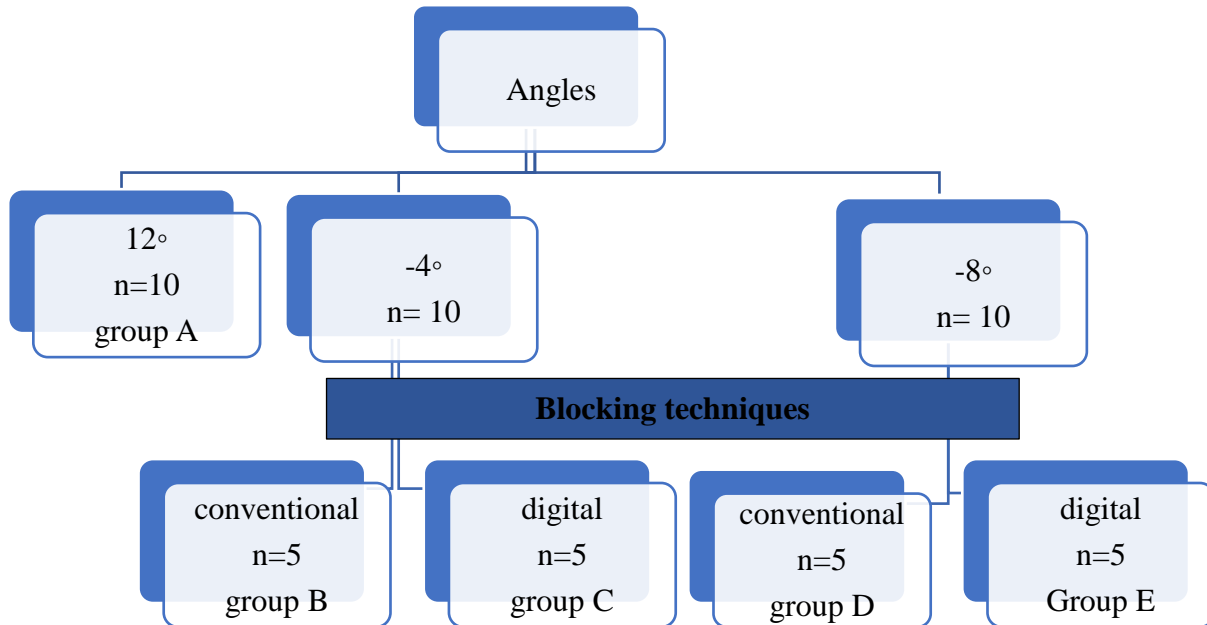 Angles
12◦
n=10
group A
-4◦
n= 10
-8◦
n= 10
Blocking techniques
conventional
n=5
group B
digital
n=5
group C
conventional
n=5
group D
digital
n=5
Group E